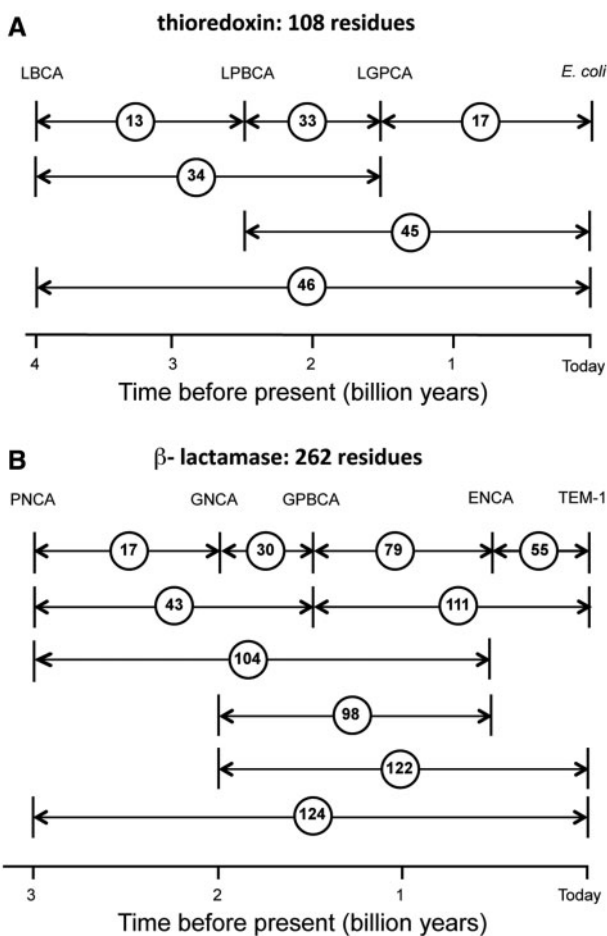 A
thioredoxin: 108 residues
LBCA LPBCA LGPCA E. coli
13 33 17
34
45
46
4 3 2 1 Today
Time before present (billion years)
B
β- lactamase: 262 residues
PNCA GNCA GPBCA ENCA TEM-1
17 30 79 55
43 111
104
98
122
124
3 2 1 Today
Time before present (billion years)